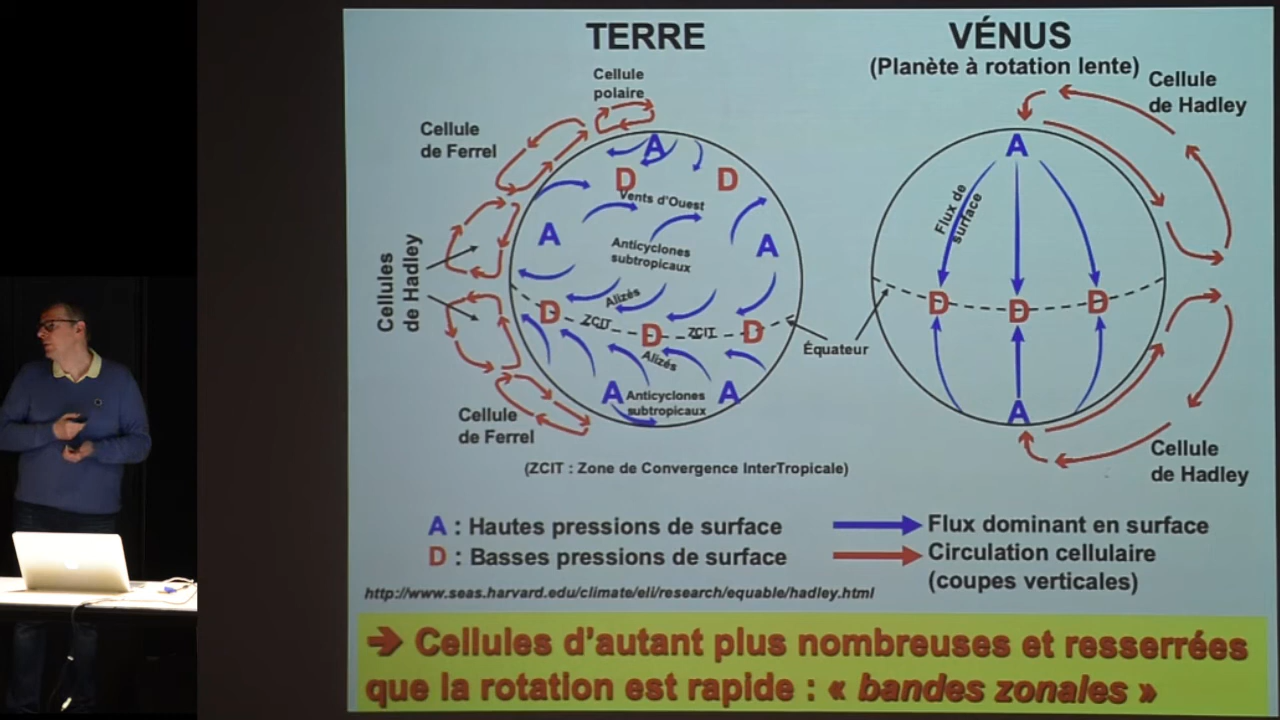 TERRE
VÉNUS
(Planète à rotation lente)
Cellule
polaire
Cellule
de Hadley
Cellule
de Ferrel
A
D
D
Vents d'Ouest
A
Anticyclones
subtropicaux
A
Cellules
de Hadley
Alizés
D
ZCIT
D
ZCIT
D
Alizés
Équateur
A
Anticyclones
subtropicaux
A
Cellule
de Ferrel
A
Flux de
surface
D
D
D
A
Cellule
de Hadley
(ZCIT : Zone de Convergence InterTropicale)
A : Hautes pressions de surface
D : Basses pressions de surface
Flux dominant en surface
Circulation cellulaire
(coupes verticales)
http://www.seas.harvard.edu/climate/eli/research/equable/hadley.html
➔ Cellules d'autant plus nombreuses et resserrées
que la rotation est rapide : « bandes zonales »